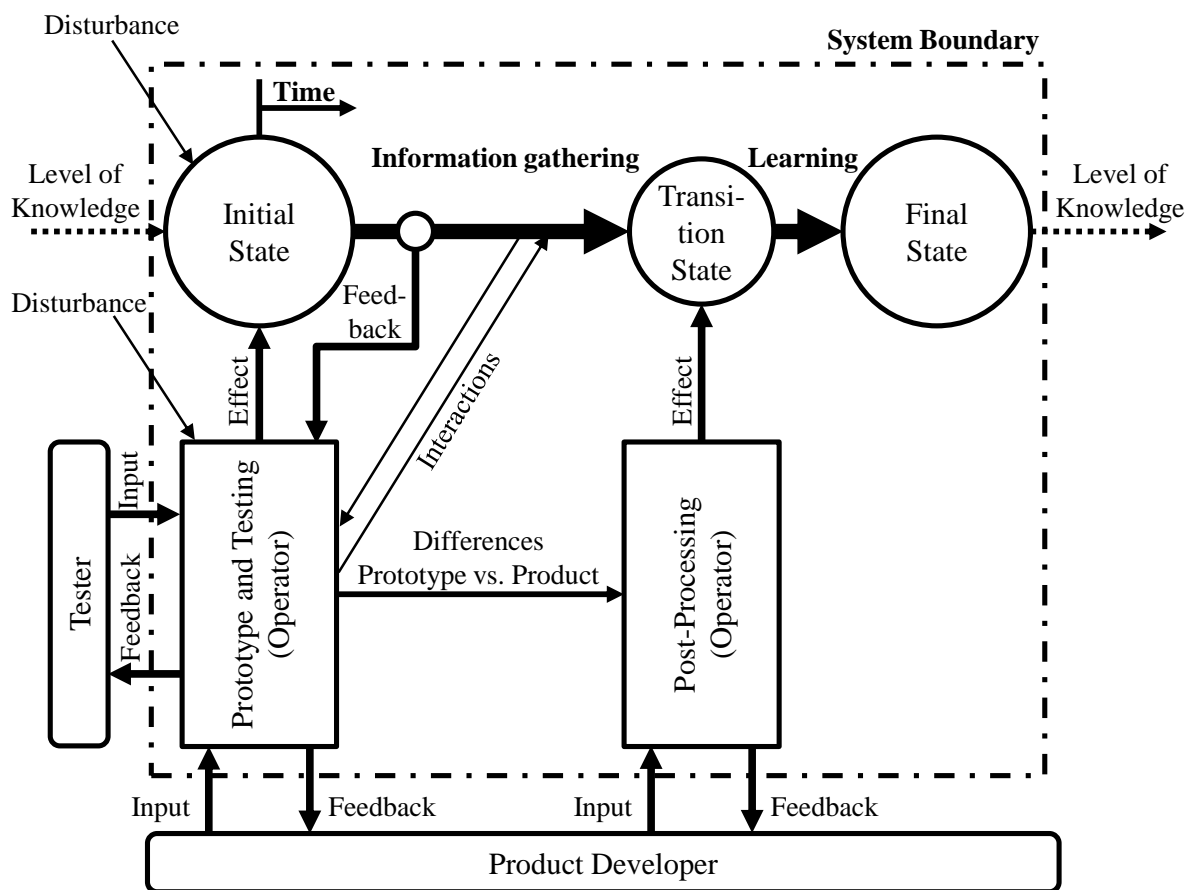 Disturbance
System Boundary
Time
Information gathering
Learning
Level of
Knowledge
Initial
State
Transi-
tion
State
Final
State
Level of
Knowledge
Disturbance
Feed-
back
Effect
Interactions
Effect
Input
Feedback
Tester
Prototype and Testing
(Operator)
Differences
Prototype vs. Product
Post-Processing
(Operator)
Input
Feedback
Input
Feedback
Product Developer